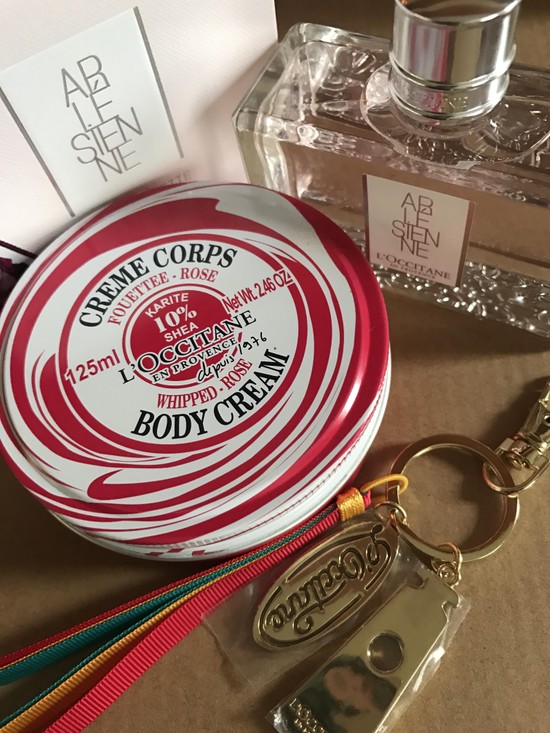 AR
LE
SIEN
NE
AR
LE
SIEN
NE
L'OCCITANE
CREME CORPS
FOUETTEE - ROSE
KARITE
10%
SHEA
125ml
Net Wt. 2.46 OZ
L'OCCITANE
EN PROVENCE
depuis 1976
WHIPPED - ROSE
BODY CREAM
L'Occitane